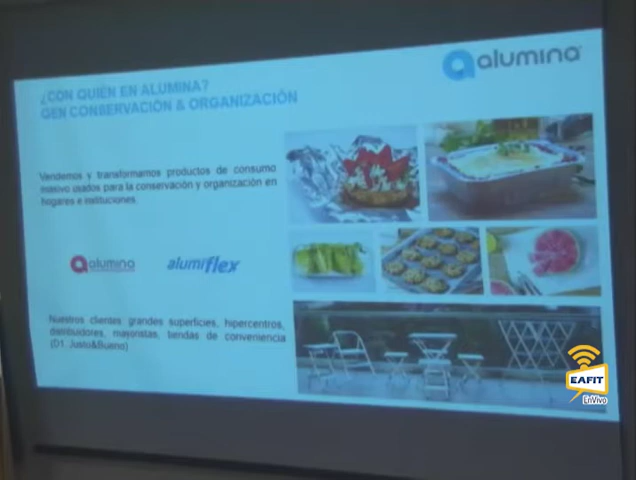 alumina
¿CON QUIÉN EN ALUMINA?
GEN CONSERVACIÓN & ORGANIZACIÓN
Vendemos y transformamos productos de consumo
masivo usados para la conservación y organización en
hogares e instituciones.
alumina
alumiflex
Nuestros clientes: grandes superficies, hipercentros,
distribuidores, mayoristas, tiendas de conveniencia
(D1, Justo&Bueno)
EAFIT
EnVivo